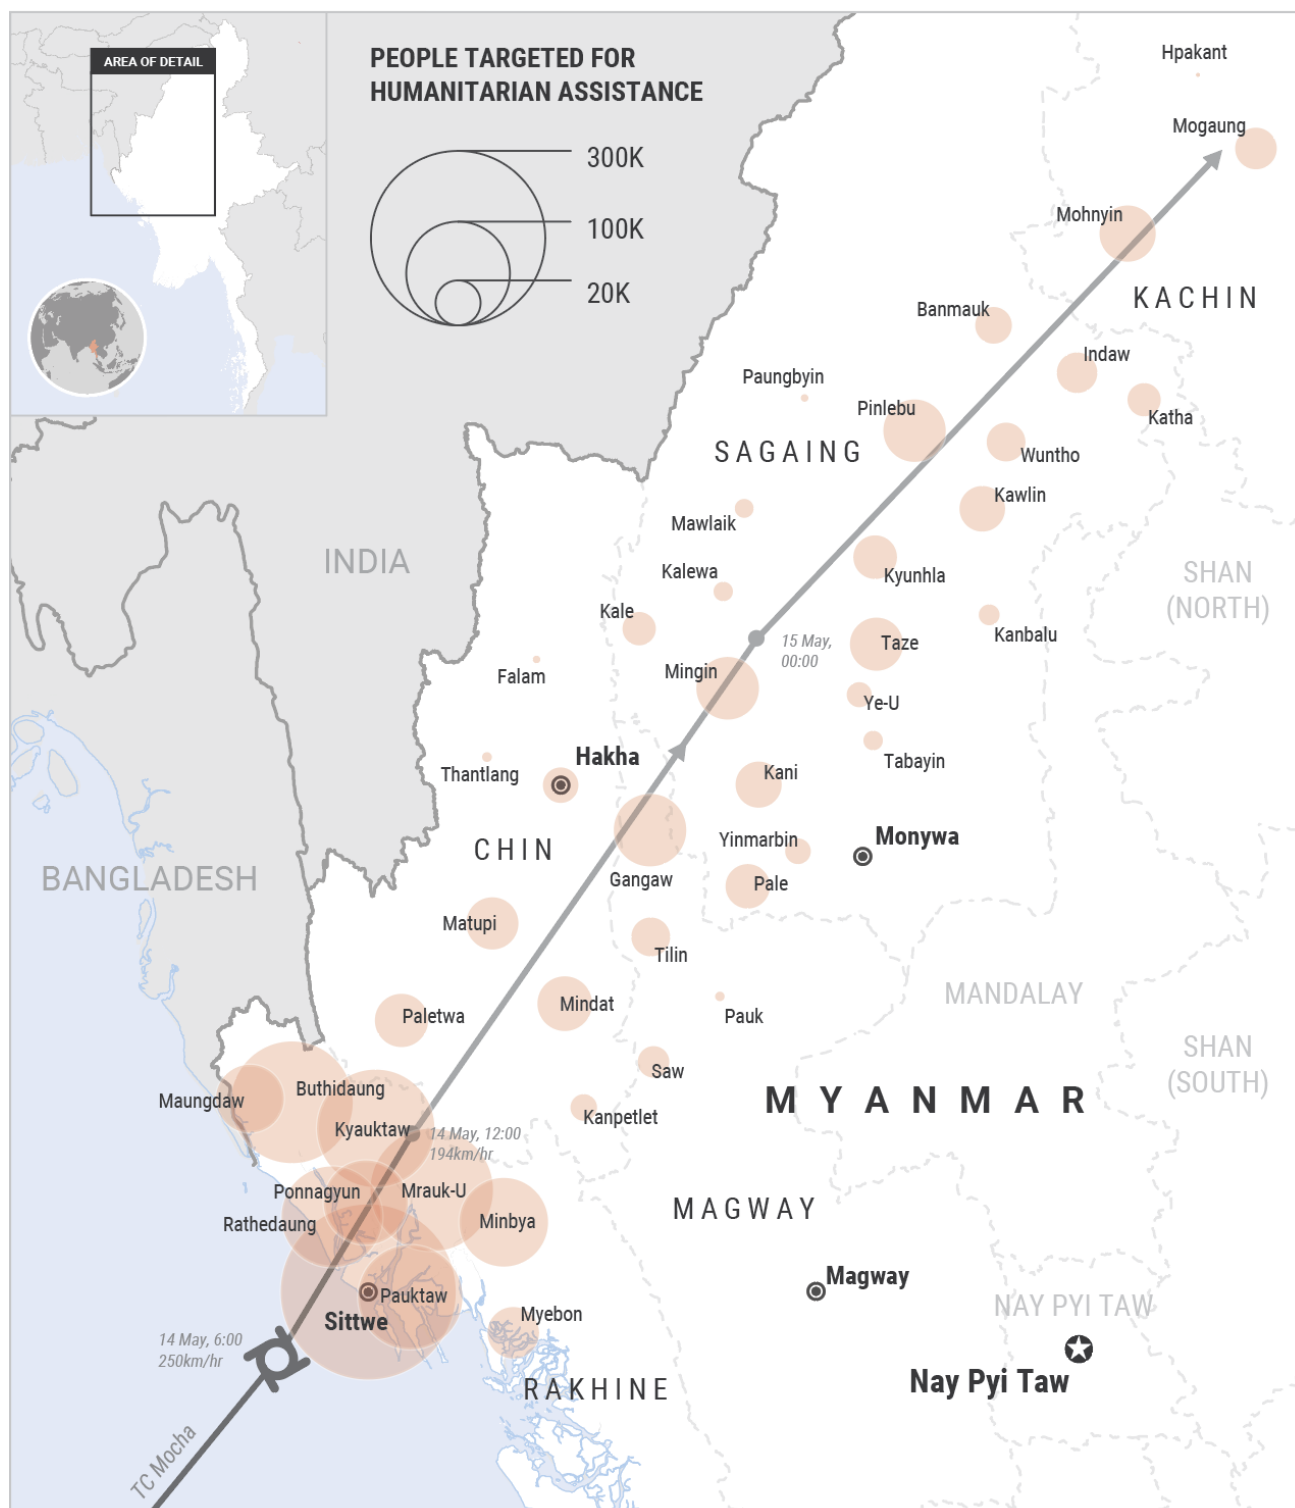 AREA OF DETAIL
PEOPLE TARGETED FOR
HUMANITARIAN ASSISTANCE
300K
100K
20K
Hpakant
Mogaung
Mohnyin
KACHIN
Banmauk
Indaw
Paungbyin
Katha
Pinlebu
SAGAING
Wuntho
Kawlin
Mawlaik
INDIA
Kalewa
Kyunhla
SHAN
(NORTH)
Kale
Kanbalu
Taze
15 May,
00:00
Mingin
Falam
Ye-U
Hakha
Tabayin
Thantlang
Kani
Yinmarbin
Monywa
CHIN
BANGLADESH
Gangaw
Pale
Matupi
Tilin
MANDALAY
Mindat
Paletwa
Pauk
SHAN
(SOUTH)
Saw
Buthidaung
Maungdaw
MYANMAR
Kanpetlet
Kyauktaw
14 May, 12:00
194km/hr
Ponnagyun
Mrauk-U
MAGWAY
Rathedaung
Minbya
Magway
Pauktaw
NAY PYI TAW
Sittwe
Myebon
14 May, 6:00
250km/hr
Nay Pyi Taw
RAKHINE
TC Mocha